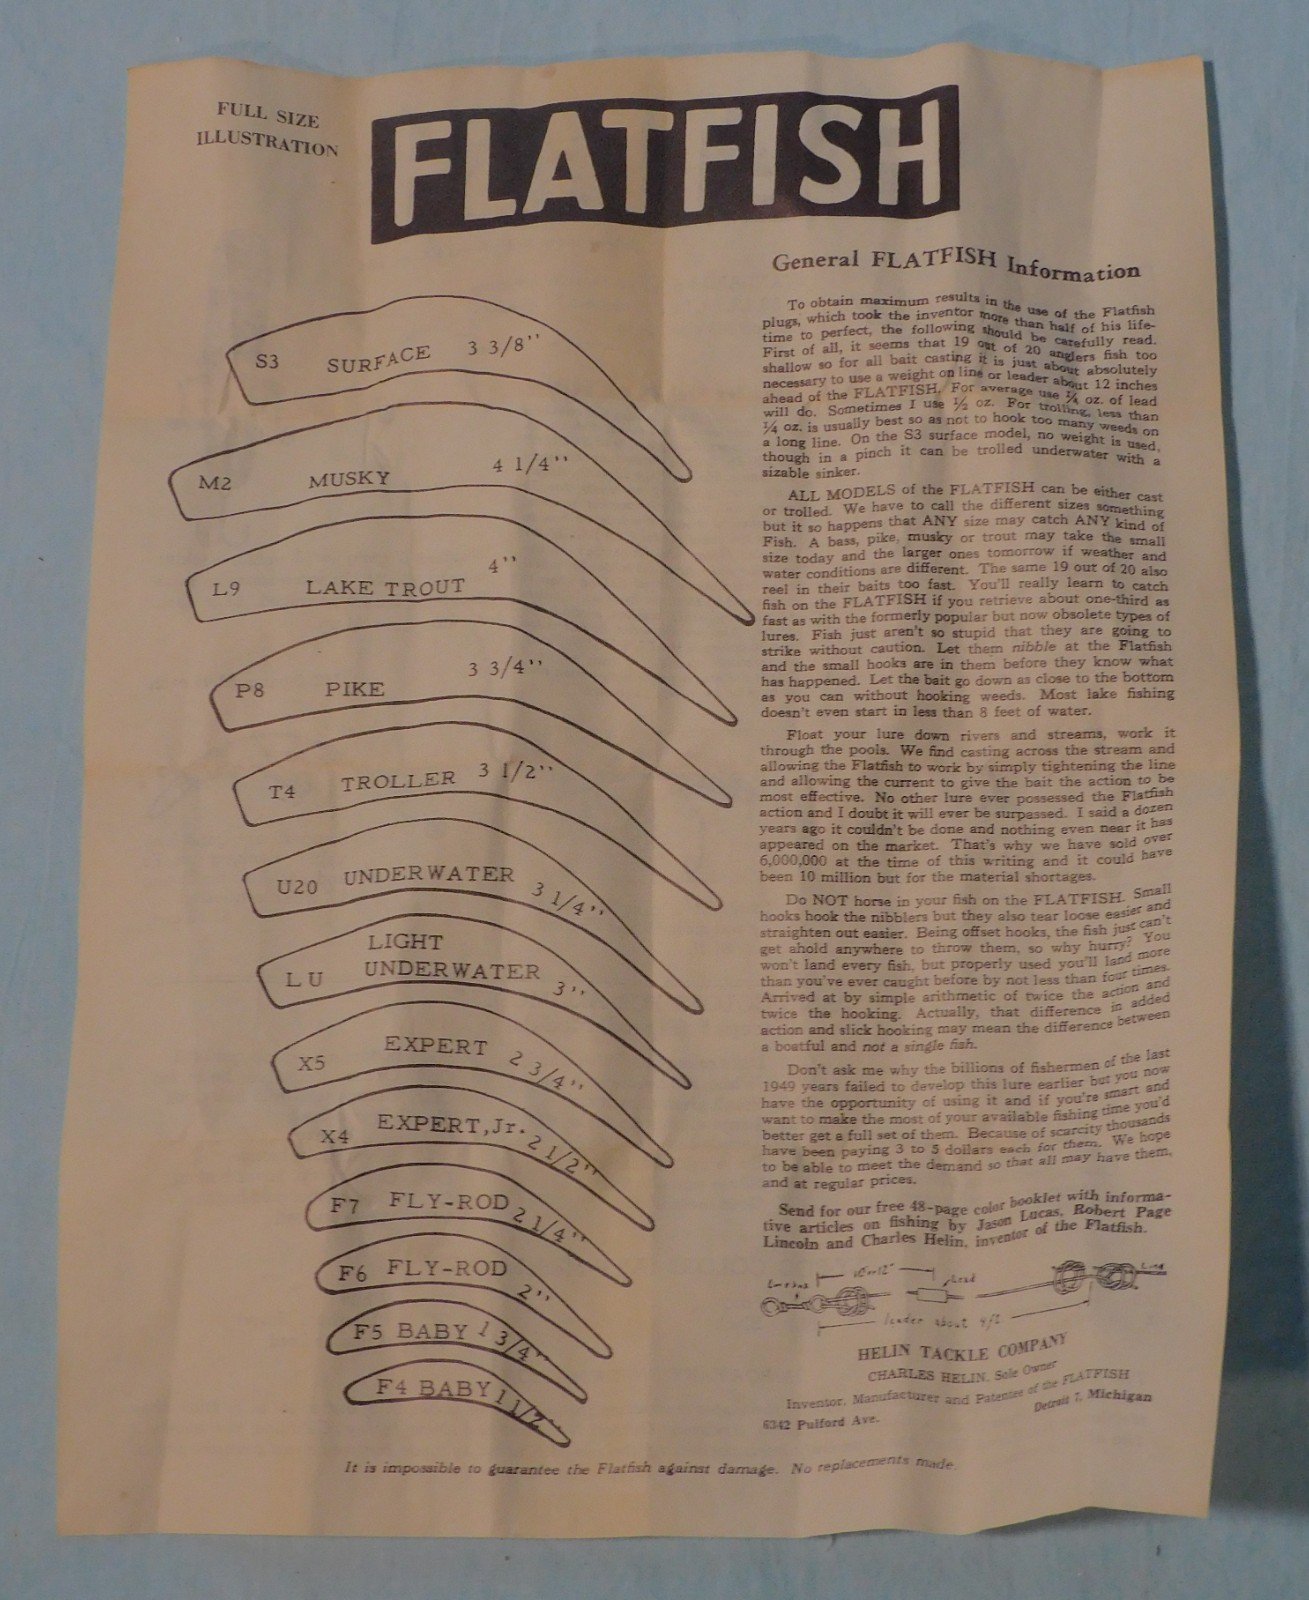 FULL SIZE
ILLUSTRATION
FLATFISH
S3 SURFACE 3 3/8''
M2 MUSKY 4 1/4''
L9 LAKE TROUT 4''
P8 PIKE 3 3/4''
T4 TROLLER 3 1/2''
U20 UNDERWATER 3 1/4''
LIGHT
LU UNDERWATER 3''
X5 EXPERT 2 3/4''
X4 EXPERT, Jr. 2 1/2''
F7 FLY-ROD 2 1/4''
F6 FLY-ROD 2''
F5 BABY 1 3/4''
F4 BABY 1 1/2''
General FLATFISH Information
To obtain maximum results in the use of the Flatfish
plugs, which took the inventor more than half of his life-
time to perfect, the following should be carefully read.
First of all, it seems that 19 out of 20 anglers fish too
shallow so for all bait casting it is just about absolutely
necessary to use a weight on line or leader about 12 inches
ahead of the FLATFISH. For average use ¼ oz. of lead
will do. Sometimes I use ½ oz. For trolling, less than
¼ oz. is usually best so as not to hook too many weeds on
a long line. On the S3 surface model, no weight is used,
though in a pinch it can be trolled underwater with a
sizable sinker.
ALL MODELS of the FLATFISH can be either cast
or trolled. We have to call the different sizes something
but it so happens that ANY size may catch ANY kind of
Fish. A bass, pike, musky or trout may take the small
size today and the larger ones tomorrow if weather and
water conditions are different. The same 19 out of 20 also
reel in their baits too fast. You'll really learn to catch
fish on the FLATFISH if you retrieve about one-third as
fast as with the formerly popular but now obsolete types of
lures. Fish just aren't so stupid that they are going to
strike without caution. Let them nibble at the Flatfish
and the small hooks are in them before they know what
has happened. Let the bait go down as close to the bottom
as you can without hooking weeds. Most lake fishing
doesn't even start in less than 8 feet of water.
Float your lure down rivers and streams, work it
through the pools. We find casting across the stream and
allowing the Flatfish to work by simply tightening the line
and allowing the current to give the bait the action to be
most effective. No other lure ever possessed the Flatfish
action and I doubt it will ever be surpassed. I said a dozen
years ago it couldn't be done and nothing even near it has
appeared on the market. That's why we have sold over
6,000,000 at the time of this writing and it could have
been 10 million but for the material shortages.
Do NOT horse in your fish on the FLATFISH. Small
hooks hook the nibblers but they also tear loose easier and
straighten out easier. Being offset hooks, the fish just can't
get ahold anywhere to throw them, so why hurry? You
won't land every fish, but properly used you'll land more
than you've ever caught before by not less than four times.
Arrived at by simple arithmetic of twice the action and
twice the hooking. Actually, that difference in added
action and slick hooking may mean the difference between
a boatful and not a single fish.
Don't ask me why the billions of fishermen of the last
1949 years failed to develop this lure earlier but you now
have the opportunity of using it and if you're smart and
want to make the most of your available fishing time you'd
better get a full set of them. Because of scarcity thousands
have been paying 3 to 5 dollars each for them. We hope
to be able to meet the demand so that all may have them,
and at regular prices.
Send for our free 48-page color booklet with informa-
tive articles on fishing by Jason Lucas, Robert Page
Lincoln and Charles Helin, inventor of the Flatfish.
Lead
leader about
HELIN TACKLE COMPANY
CHARLES HELIN, Sole Owner
Inventor, Manufacturer and Patentee of the FLATFISH
6342 Pulford Ave. Detroit 7, Michigan
It is impossible to guarantee the Flatfish against damage. No replacements made.